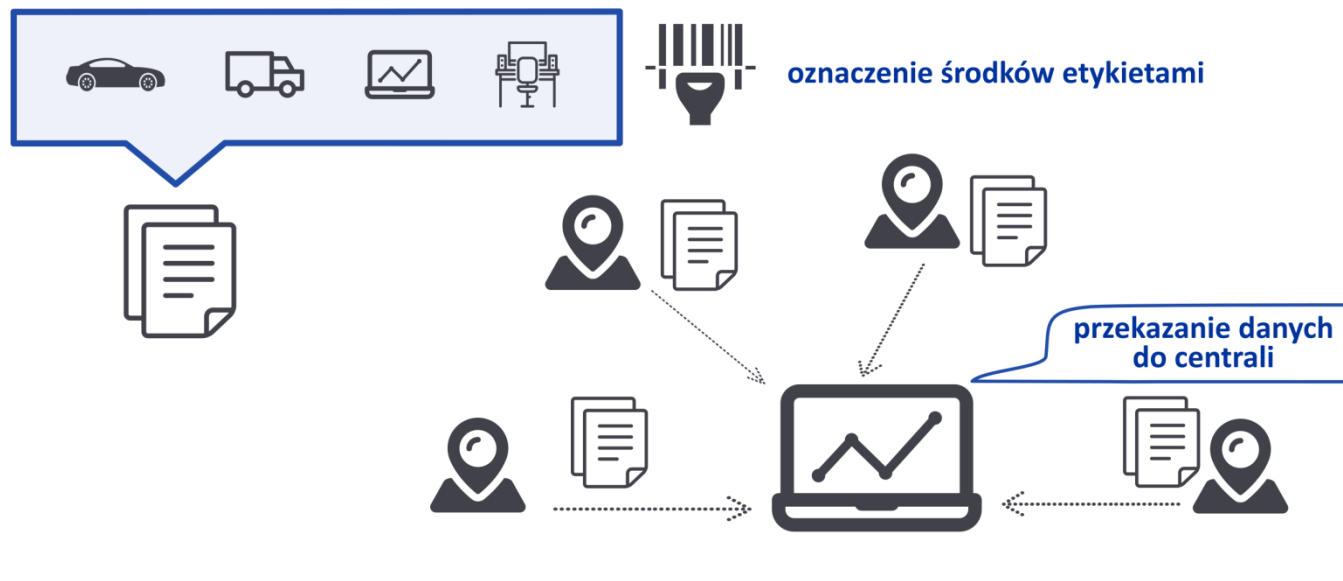 oznaczenie środków etykietami
przekazanie danych
do centrali